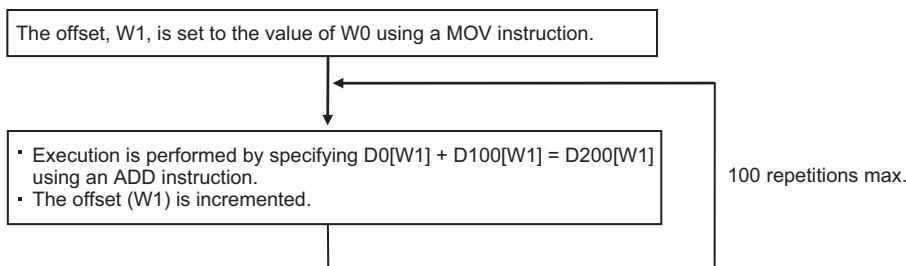 The offset, W1, is set to the value of W0 using a MOV instruction.
▪ Execution is performed by specifying D0[W1] + D100[W1] = D200[W1]
using an ADD instruction.
▪ The offset (W1) is incremented.
100 repetitions max.